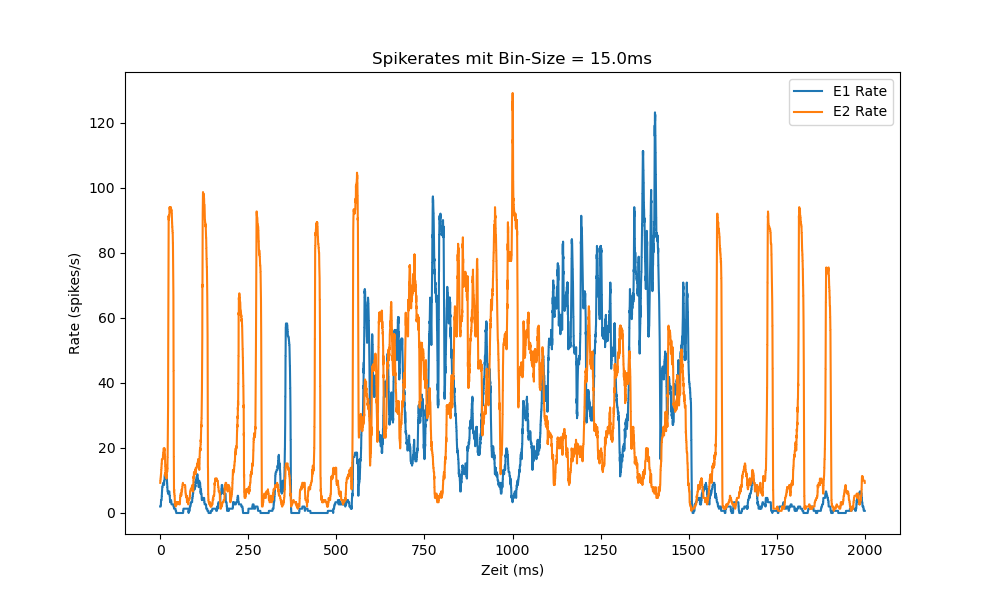 Spikerates mit Bin-Size = 15.0ms
E1 Rate
E2 Rate
Rate (spikes/s)
120
100
80
60
40
20
0
0 250 500 750 1000 1250 1500 1750 2000
Zeit (ms)